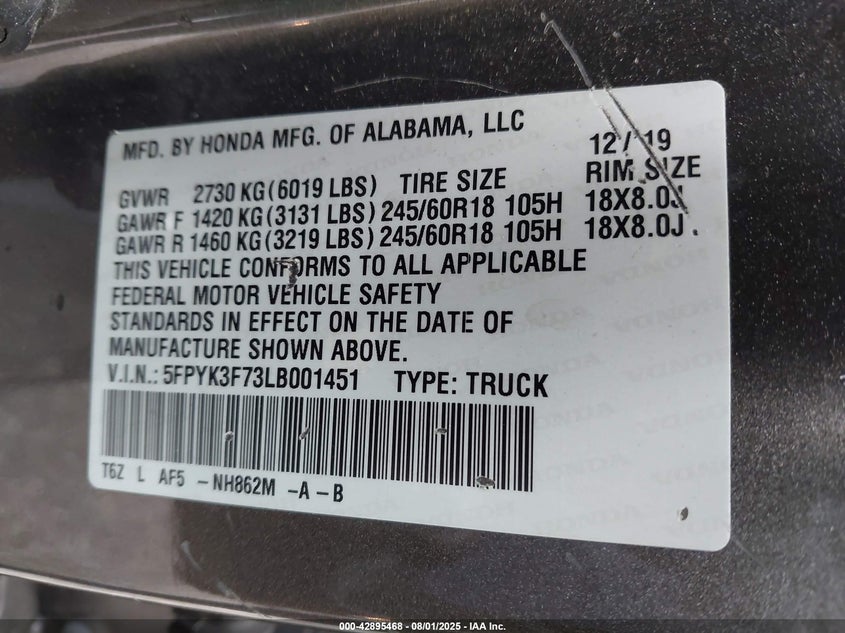 MFD. BY HONDA MFG. OF ALABAMA, LLC 12/19
GVWR 2730 KG(6019 LBS) TIRE SIZE RIM SIZE
GAWR F 1420 KG(3131 LBS) 245/60R18 105H 18X8.0J
GAWR R 1460 KG(3219 LBS) 245/60R18 105H 18X8.0J.
THIS VEHICLE CONFORMS TO ALL APPLICABLE
FEDERAL MOTOR VEHICLE SAFETY
STANDARDS IN EFFECT ON THE DATE OF
MANUFACTURE SHOWN ABOVE.
V.I.N.: 5FPYK3F73LB001451 TYPE: TRUCK
T6Z L AF5 -NH862M -A-B
000-42895468 - 08/01/2025 - IAA Inc.